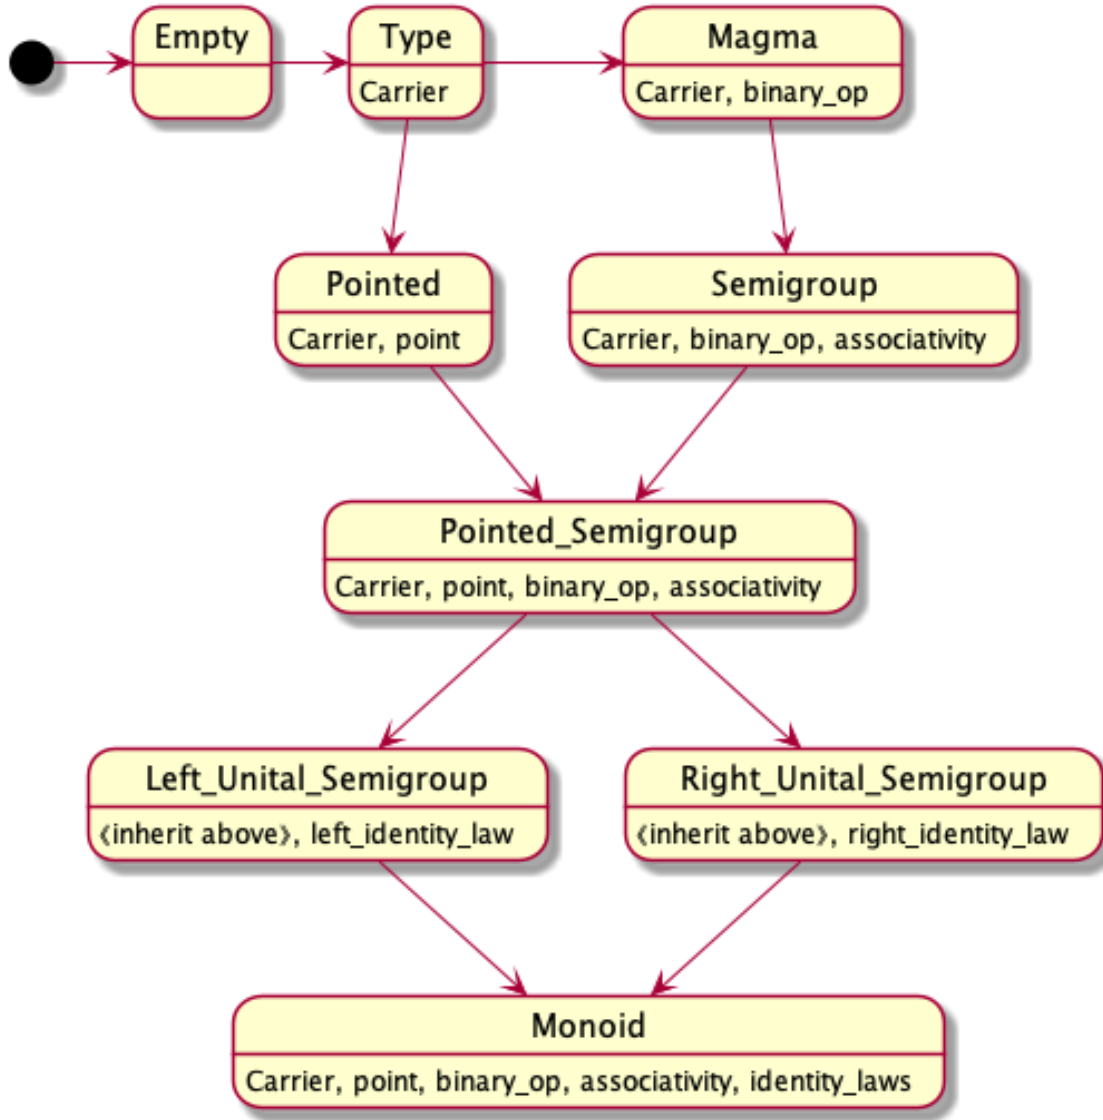 Empty
Type
Carrier
Magma
Carrier, binary_op
Pointed
Carrier, point
Semigroup
Carrier, binary_op, associativity
Pointed_Semigroup
Carrier, point, binary_op, associativity
Left_Unital_Semigroup
《inherit above》, left_identity_law
Right_Unital_Semigroup
《inherit above》, right_identity_law
Monoid
Carrier, point, binary_op, associativity, identity_laws